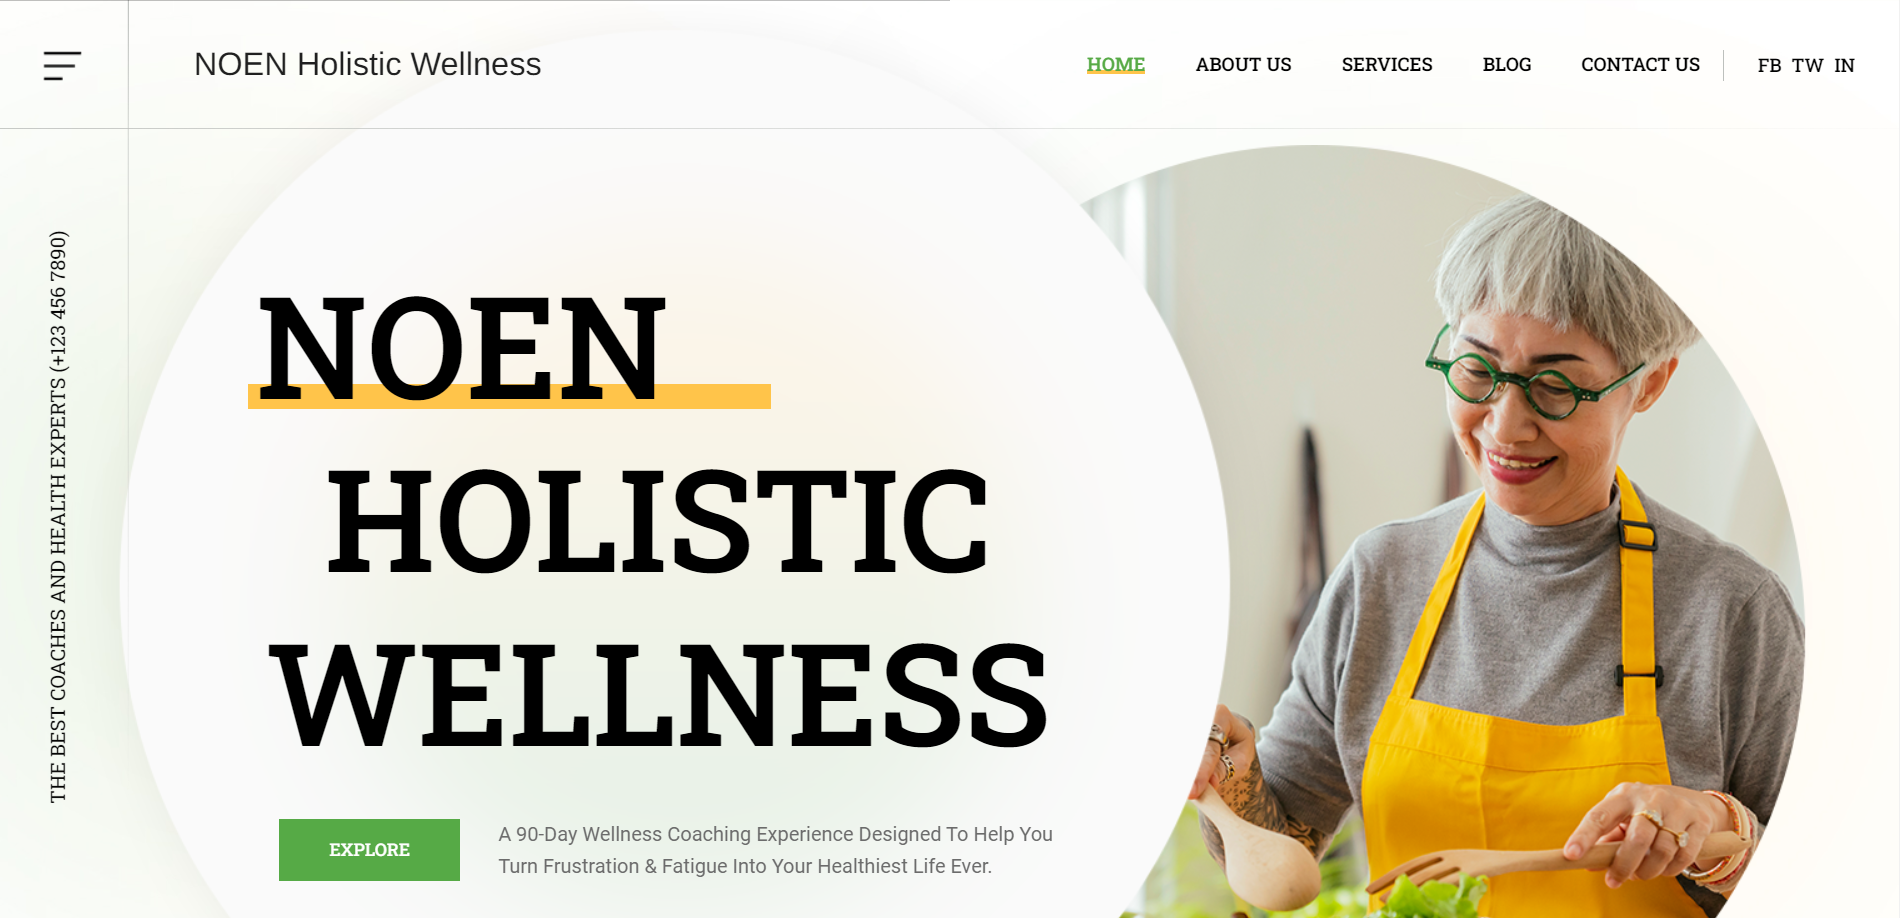 NOEN Holistic Wellness
HOME ABOUT US SERVICES BLOG CONTACT US FB TW IN
THE BEST COACHES AND HEALTH EXPERTS (+123 456 7890)
NOEN
HOLISTIC
WELLNESS
EXPLORE
A 90-Day Wellness Coaching Experience Designed To Help You
Turn Frustration & Fatigue Into Your Healthiest Life Ever.